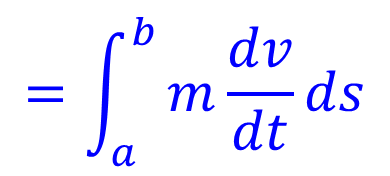 = ∫_a^b m dv/dt ds